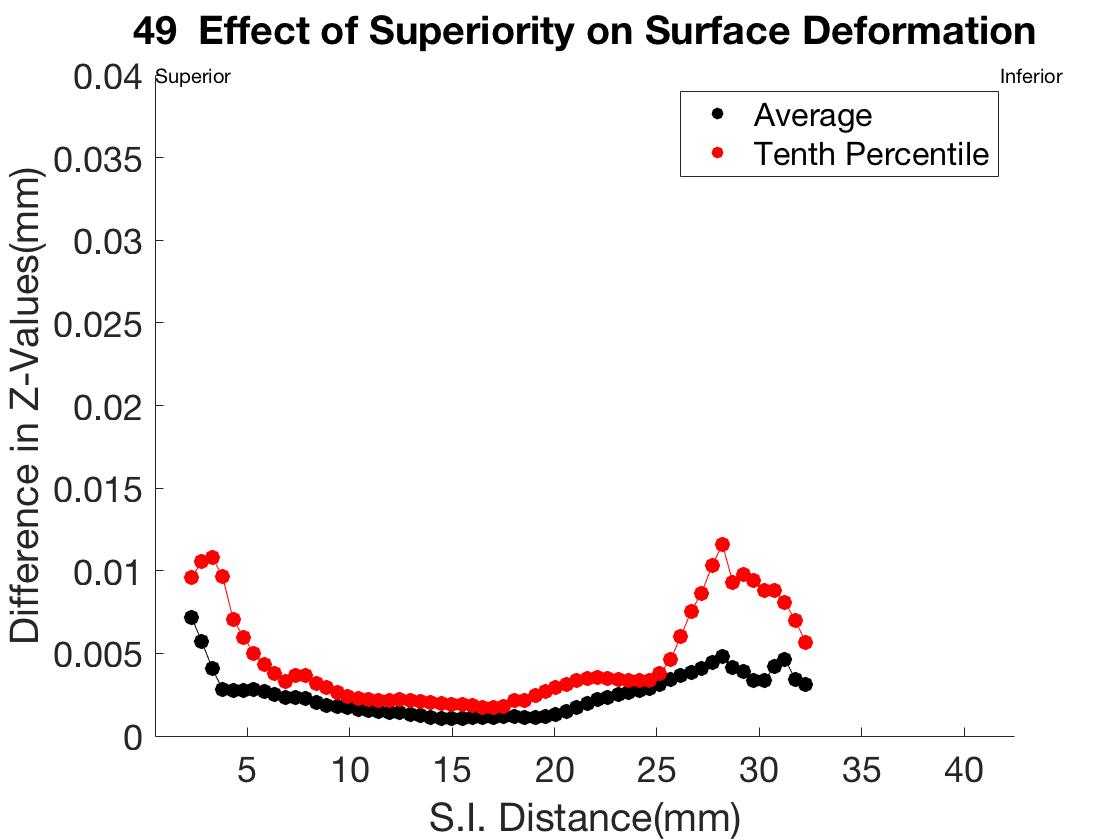 49  Effect of Superiority on Surface Deformation
Superior
Inferior
Average
Tenth Percentile
Difference in Z-Values(mm)
0.04
0.035
0.03
0.025
0.02
0.015
0.01
0.005
0
5 10 15 20 25 30 35 40
S.I. Distance(mm)